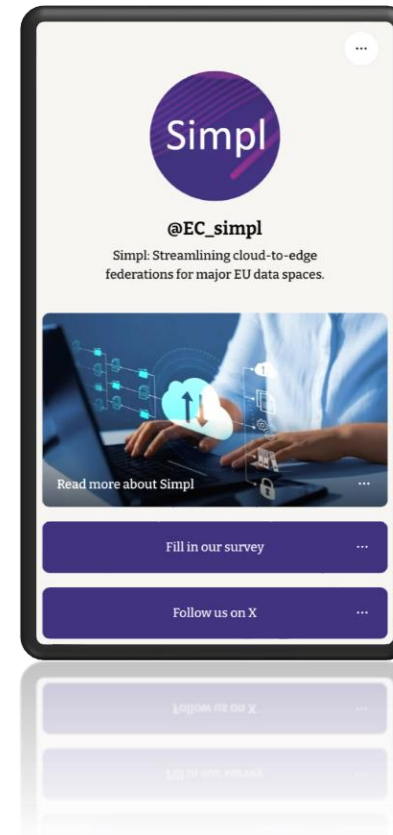 Simpl
@EC_simpl
Simpl: Streamlining cloud-to-edge
federations for major EU data spaces.
Read more about Simpl
Fill in our survey
Follow us on X